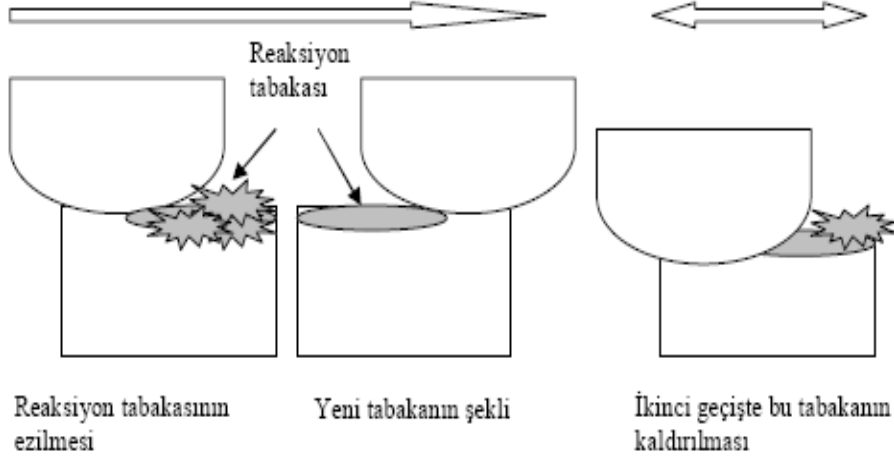 Reaksiyon
tabakası
Reaksiyon tabakasının
ezilmesi
Yeni tabakanın şekli
İkinci geçişte bu tabakanın
kaldırılması